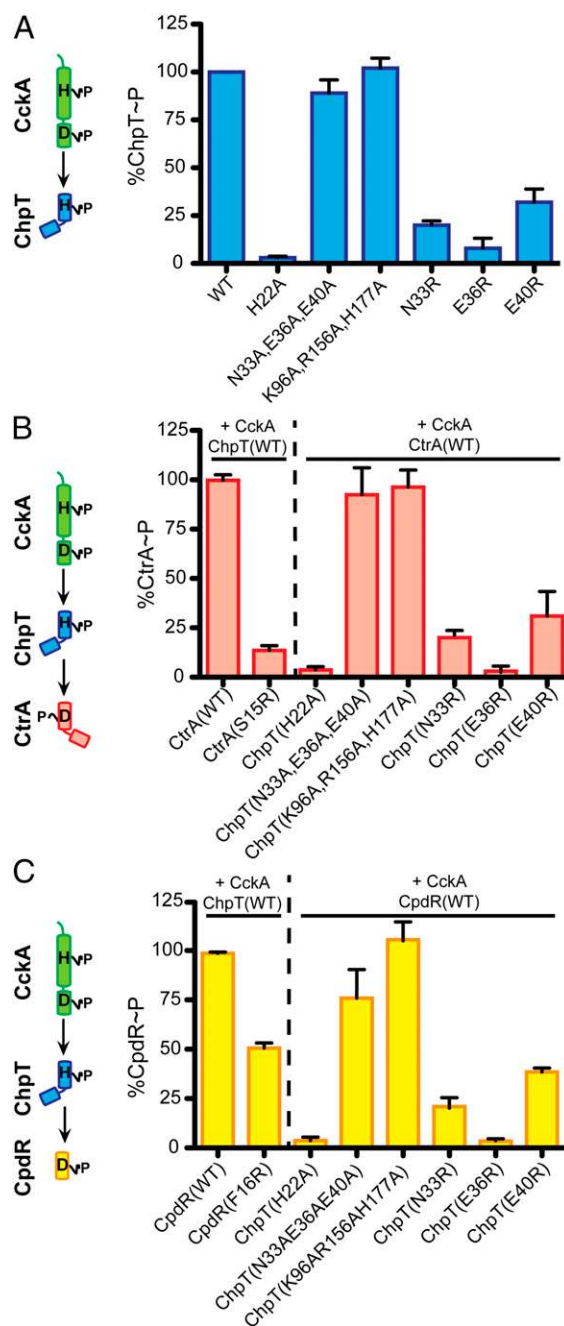 A
CckA
H~P
D~P
ChpT
H~P
%ChpT~P
125
100
75
50
25
0
WT
H22A
N33A,E36A,E40A
K96A,R156A,H177A
N33R
E36R
E40R
B
CckA
H~P
D~P
ChpT
H~P
CtrA
P~D
%CtrA~P
125
100
75
50
25
0
+ CckA
ChpT(WT)
+ CckA
CtrA(WT)
CtrA(WT)
CtrA(S15R)
ChpT(H22A)
ChpT(N33A,E36A,E40A)
ChpT(K96A,R156A,H177A)
ChpT(N33R)
ChpT(E36R)
ChpT(E40R)
C
CckA
H~P
D~P
ChpT
H~P
CpdR
D~P
%CpdR~P
125
100
75
50
25
0
+ CckA
ChpT(WT)
+ CckA
CpdR(WT)
CpdR(WT)
CpdR(F16R)
ChpT(H22A)
ChpT(N33AE36AE40A)
ChpT(K96AR156AH177A)
ChpT(N33R)
ChpT(E36R)
ChpT(E40R)